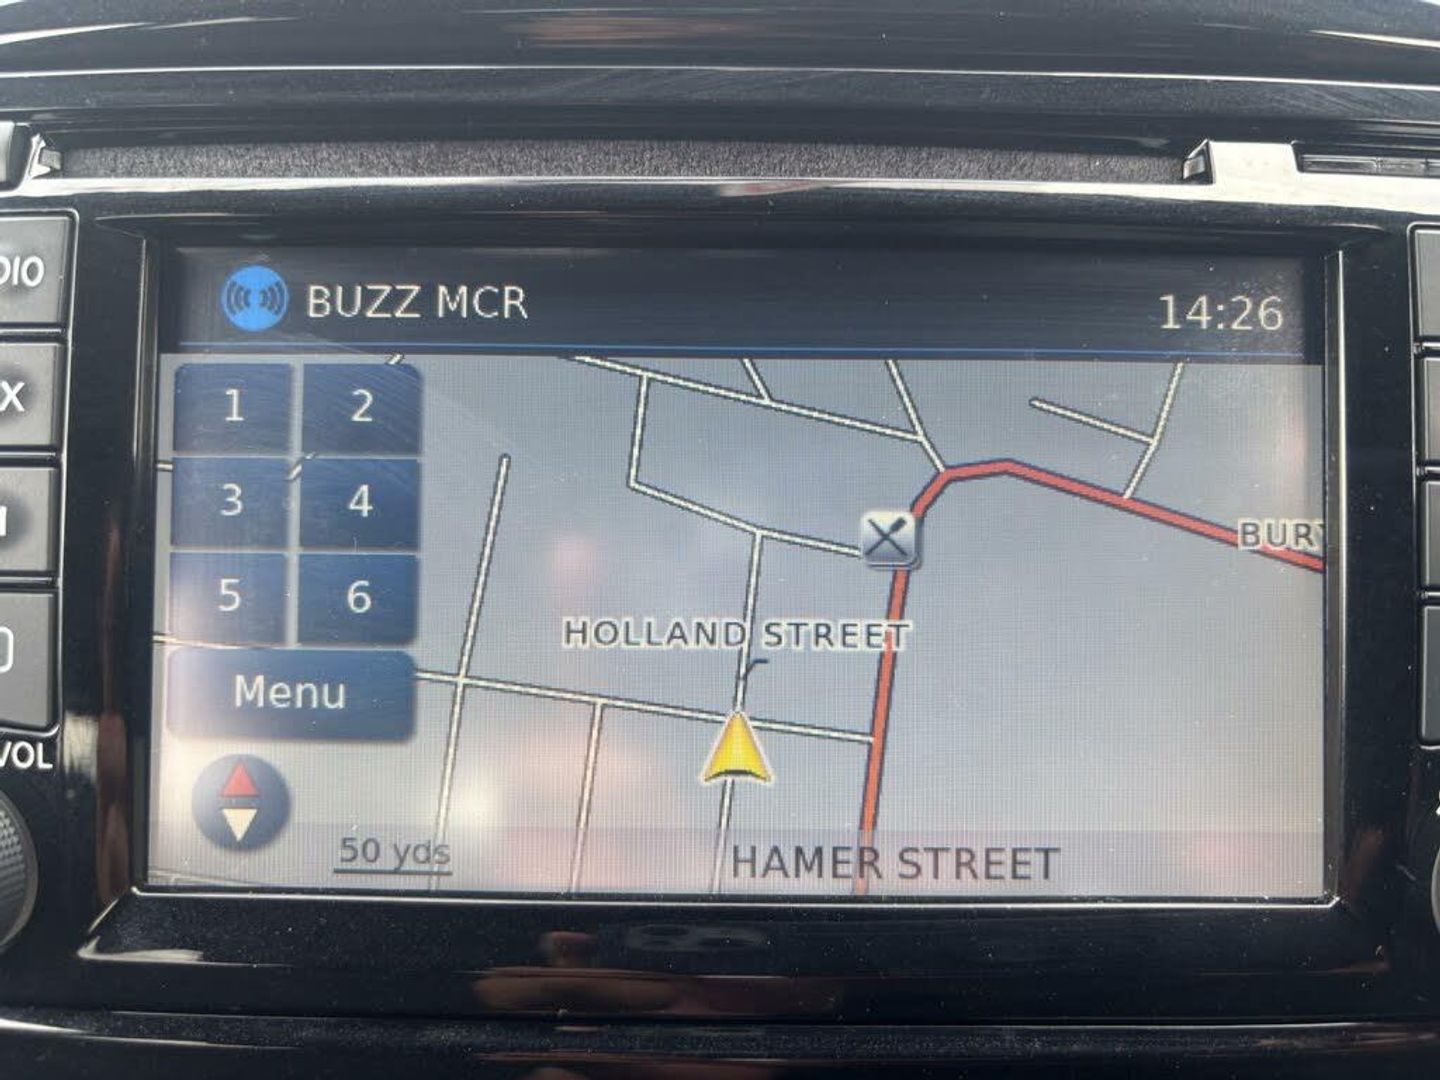 BUZZ MCR
14:26
1 2
3 4
5 6
Menu
BUR
HOLLAND STREET
50 yds
HAMER STREET
DIO
X
VOL